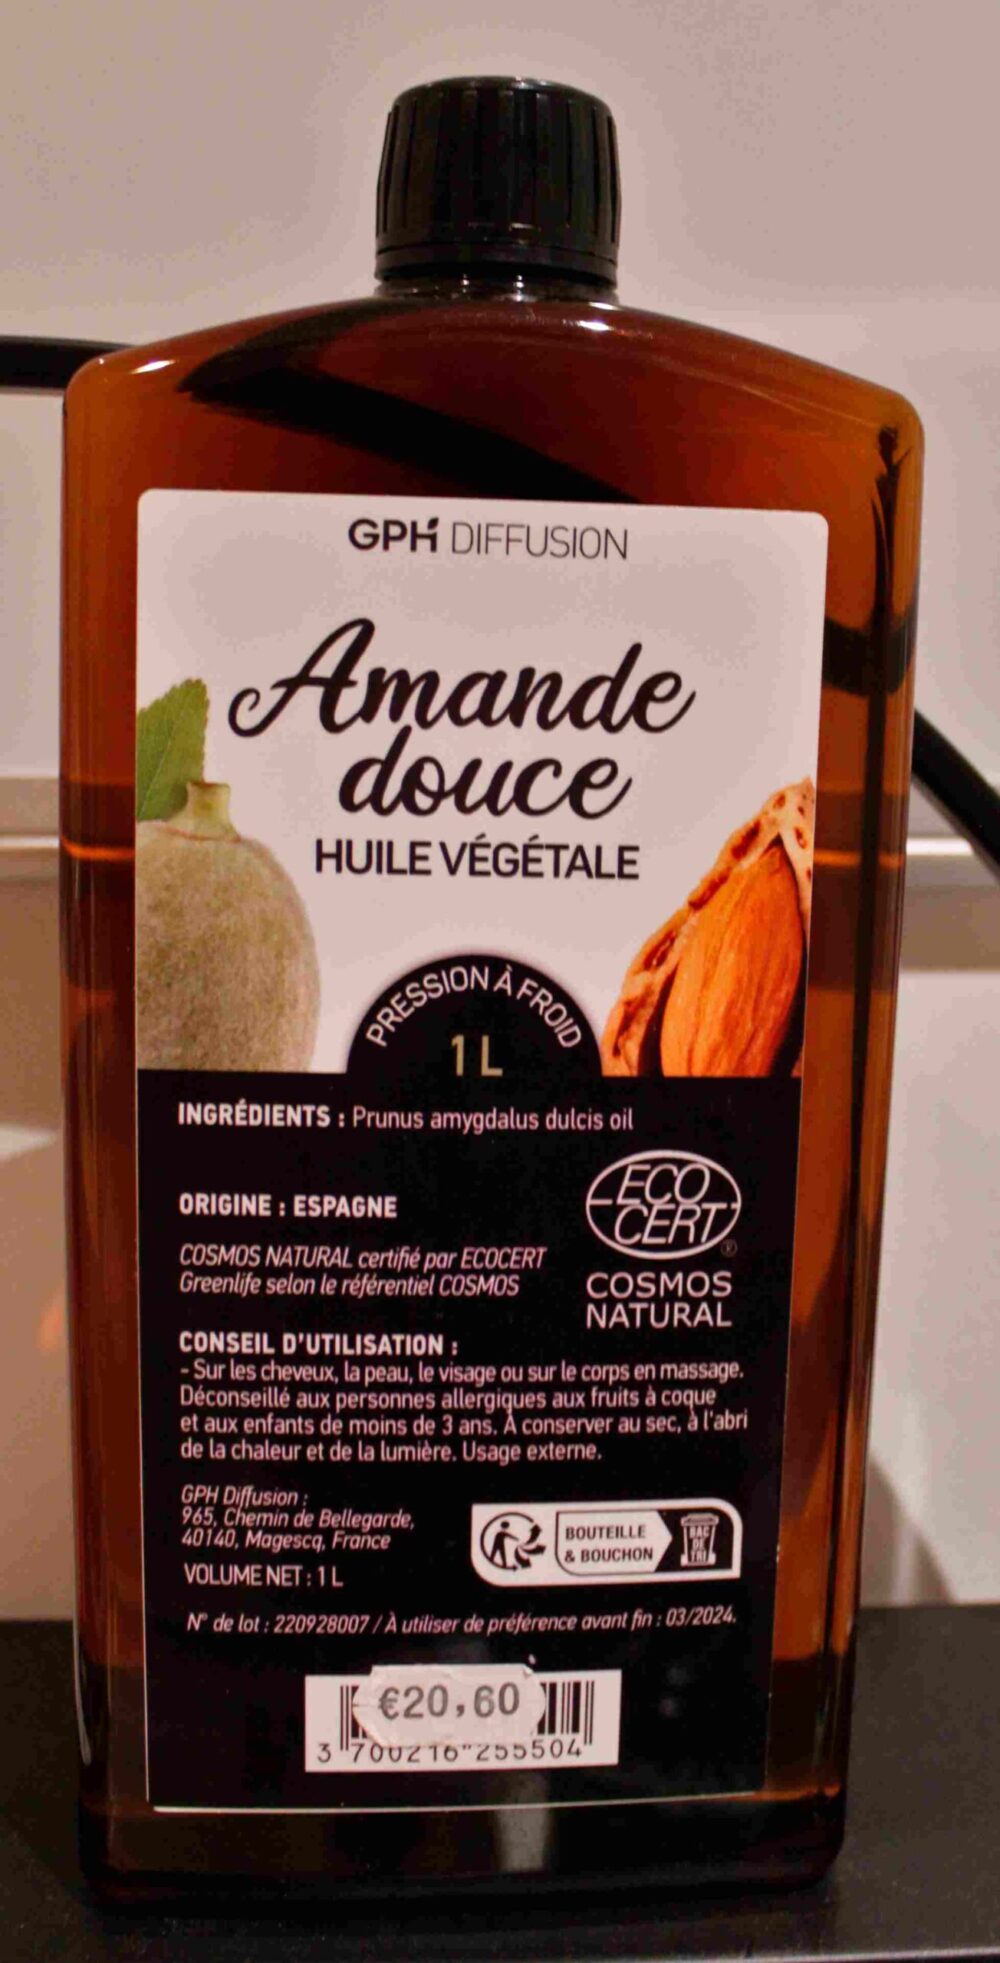 GPH DIFFUSION
Amande
douce
HUILE VÉGÉTALE
PRESSION À FROID
1 L
INGRÉDIENTS : Prunus amygdalus dulcis oil
ORIGINE : ESPAGNE
COSMOS NATURAL certifié par ECOCERT
Greenlife selon le référentiel COSMOS
ECO
CERT
®
COSMOS
NATURAL
CONSEIL D'UTILISATION :
- Sur les cheveux, la peau, le visage ou sur le corps en massage.
Déconseillé aux personnes allergiques aux fruits à coque
et aux enfants de moins de 3 ans. À conserver au sec, à l'abri
de la chaleur et de la lumière. Usage externe.
GPH Diffusion :
965, Chemin de Bellegarde,
40140, Magescq, France
VOLUME NET : 1 L
BOUTEILLE
& BOUCHON
BAC
DE
TRI
N° de lot : 220928007 / À utiliser de préférence avant fin : 03/2024.
€20,60
3 700216 255504